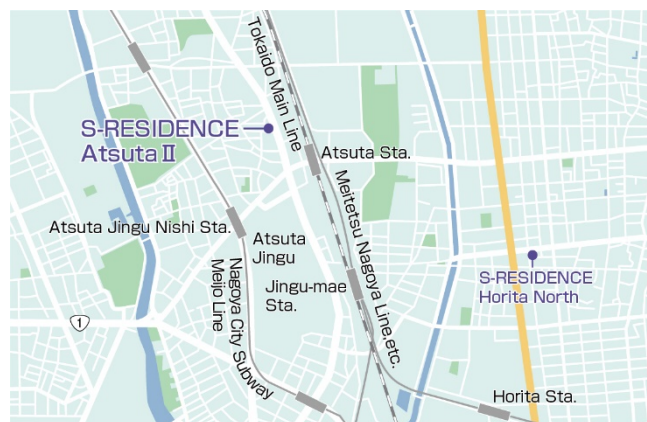 Tokaido Main Line
S-RESIDENCE
Atsuta II
Atsuta Sta.
Meitetsu Nagoya Line,etc.
Atsuta Jingu Nishi Sta.
Atsuta
Jingu
Nagoya City Subway
Meijo Line
Jingu-mae
Sta.
S-RESIDENCE
Horita North
1
Horita Sta.